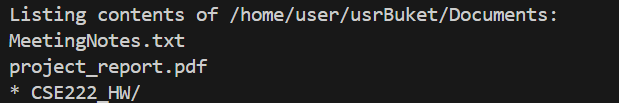 Listing contents of /home/user/usrBuket/Documents:
MeetingNotes.txt
project_report.pdf
* CSE222_HW/